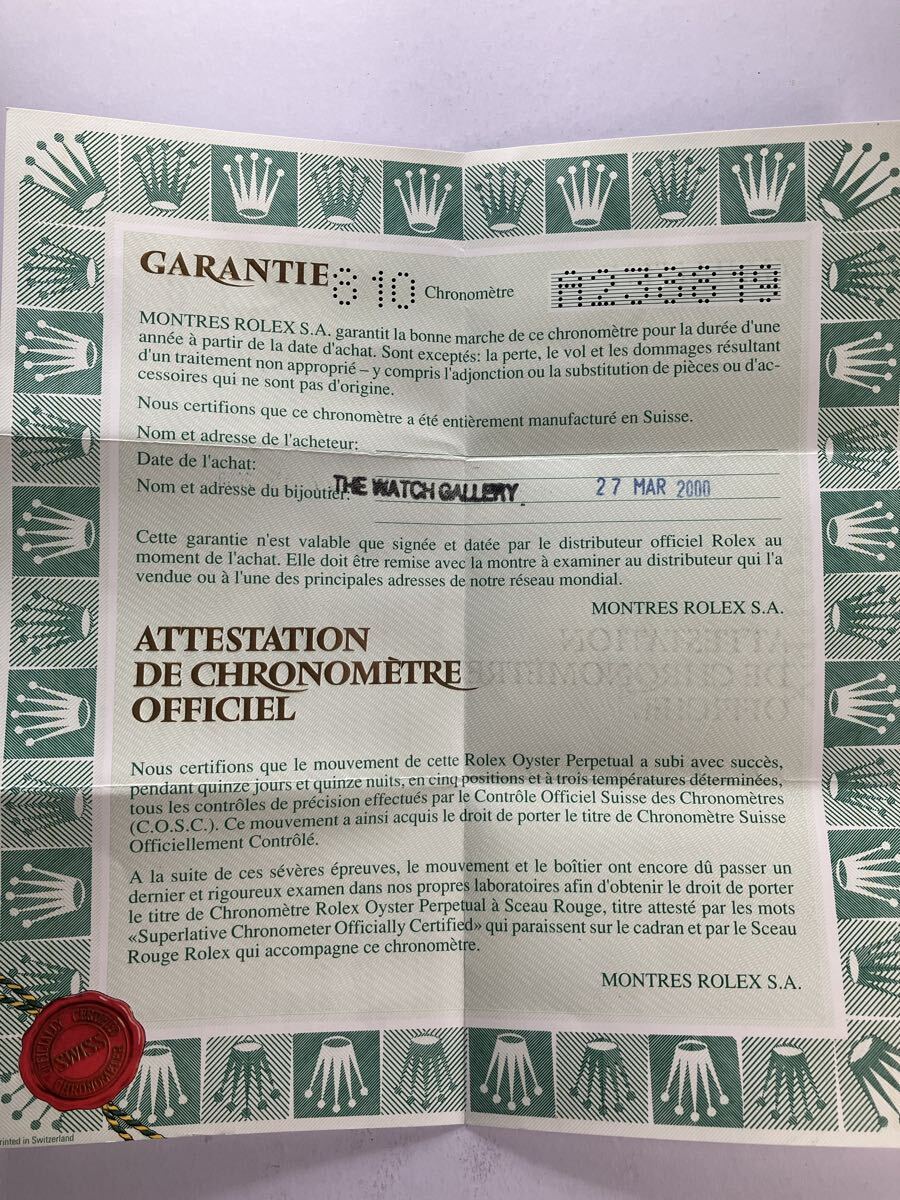 GARANTIE 810 Chronomètre A236819
MONTRES ROLEX S.A. garantit la bonne marche de ce chronomètre pour la durée d'une
année à partir de la date d'achat. Sont exceptés: la perte, le vol et les dommages résultant
d'un traitement non approprié – y compris l'adjonction ou la substitution de pièces ou d'ac-
cessoires qui ne sont pas d'origine.
Nous certifions que ce chronomètre a été entièrement manufacturé en Suisse.
Nom et adresse de l'acheteur:
Date de l'achat:
Nom et adresse du bijoutier: THE WATCH GALLERY. 27 MAR 2000
Cette garantie n'est valable que signée et datée par le distributeur officiel Rolex au
moment de l'achat. Elle doit être remise avec la montre à examiner au distributeur qui l'a
vendue ou à l'une des principales adresses de notre réseau mondial.
MONTRES ROLEX S.A.
ATTESTATION
DE CHRONOMÈTRE
OFFICIEL
Nous certifions que le mouvement de cette Rolex Oyster Perpetual a subi avec succès,
pendant quinze jours et quinze nuits, en cinq positions et à trois températures déterminées,
tous les contrôles de précision effectués par le Contrôle Officiel Suisse des Chronomètres
(C.O.S.C.). Ce mouvement a ainsi acquis le droit de porter le titre de Chronomètre Suisse
Officiellement Contrôlé.
A la suite de ces sévères épreuves, le mouvement et le boîtier ont encore dû passer un
dernier et rigoureux examen dans nos propres laboratoires afin d'obtenir le droit de porter
le titre de Chronomètre Rolex Oyster Perpetual à Sceau Rouge, titre attesté par les mots
«Superlative Chronometer Officially Certified» qui paraissent sur le cadran et par le Sceau
Rouge Rolex qui accompagne ce chronomètre.
MONTRES ROLEX S.A.
OFFICIALLY CERTIFIED
SWISS
CHRONOMETER
rinted in Switzerland